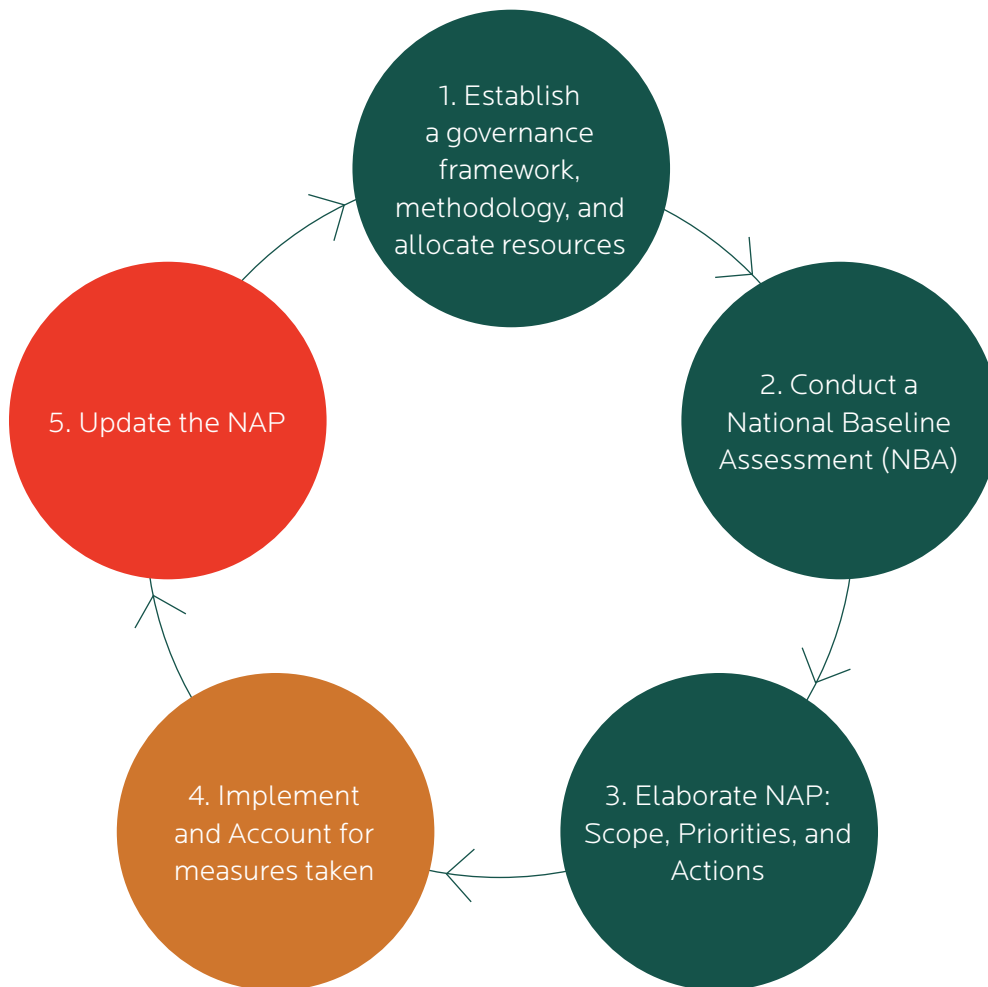 1. Establish
a governance
framework,
methodology, and
allocate resources
2. Conduct a
National Baseline
Assessment (NBA)
3. Elaborate NAP:
Scope, Priorities, and
Actions
4. Implement
and Account for
measures taken
5. Update the NAP